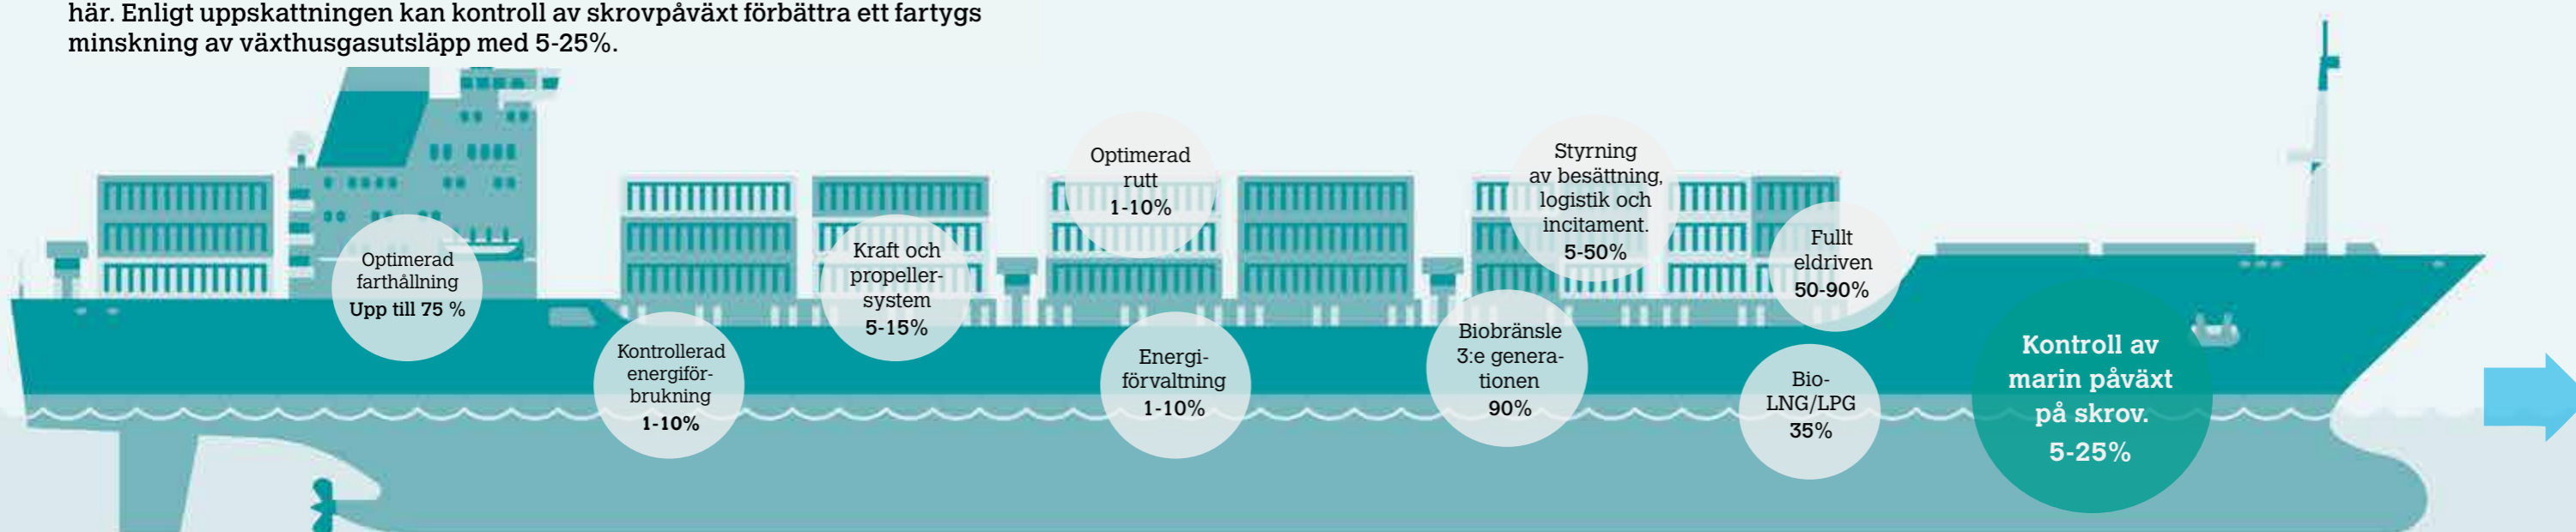 här. Enligt uppskattningen kan kontroll av skrovpåväxt förbättra ett fartygs
minskning av växthusgasutsläpp med 5-25%.
Optimerad
farthållning
Upp till 75 %
Kontrollerad
energiför-
brukning
1-10%
Kraft och
propeller-
system
5-15%
Optimerad
rutt
1-10%
Energi-
förvaltning
1-10%
Styrning
av besättning,
logistik och
incitament.
5-50%
Biobränsle
3:e genera-
tionen
90%
Fullt
eldriven
50-90%
Bio-
LNG/LPG
35%
Kontroll av
marin påväxt
på skrov.
5-25%